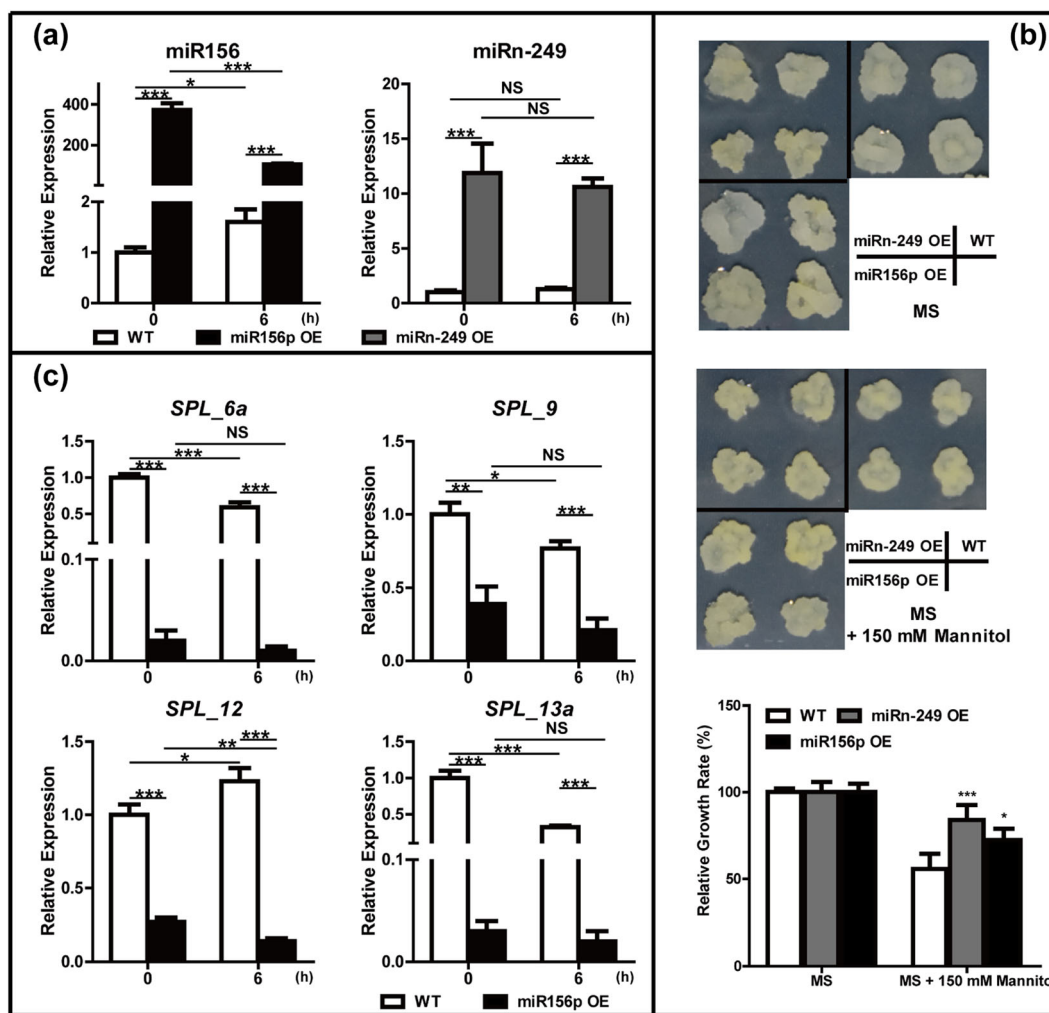 (a)
miR156
***
*
***
***
400
200
2
1
0
Relative Expression
0
6
(h)
miRn-249
NS
NS
***
***
20
15
10
5
0
Relative Expression
0
6
(h)
WT
miR156p OE
miRn-249 OE
(b)
miRn-249 OE
WT
miR156p OE
MS
miRn-249 OE
WT
miR156p OE
MS
+ 150 mM Mannitol
WT
miRn-249 OE
miR156p OE
***
*
150
100
50
0
Relative Growth Rate (%)
MS
MS + 150 mM Mannitol
(c)
SPL_6a
NS
***
***
***
1.5
1.0
0.5
0.1
0.0
Relative Expression
0
6
(h)
SPL_9
NS
*
**
***
1.5
1.0
0.5
0.0
Relative Expression
0
6
(h)
SPL_12
***
**
*
***
1.5
1.0
0.5
0.0
Relative Expression
0
6
(h)
SPL_13a
NS
***
***
***
1.5
1.0
0.5
0.1
0.0
Relative Expression
0
6
(h)
WT
miR156p OE